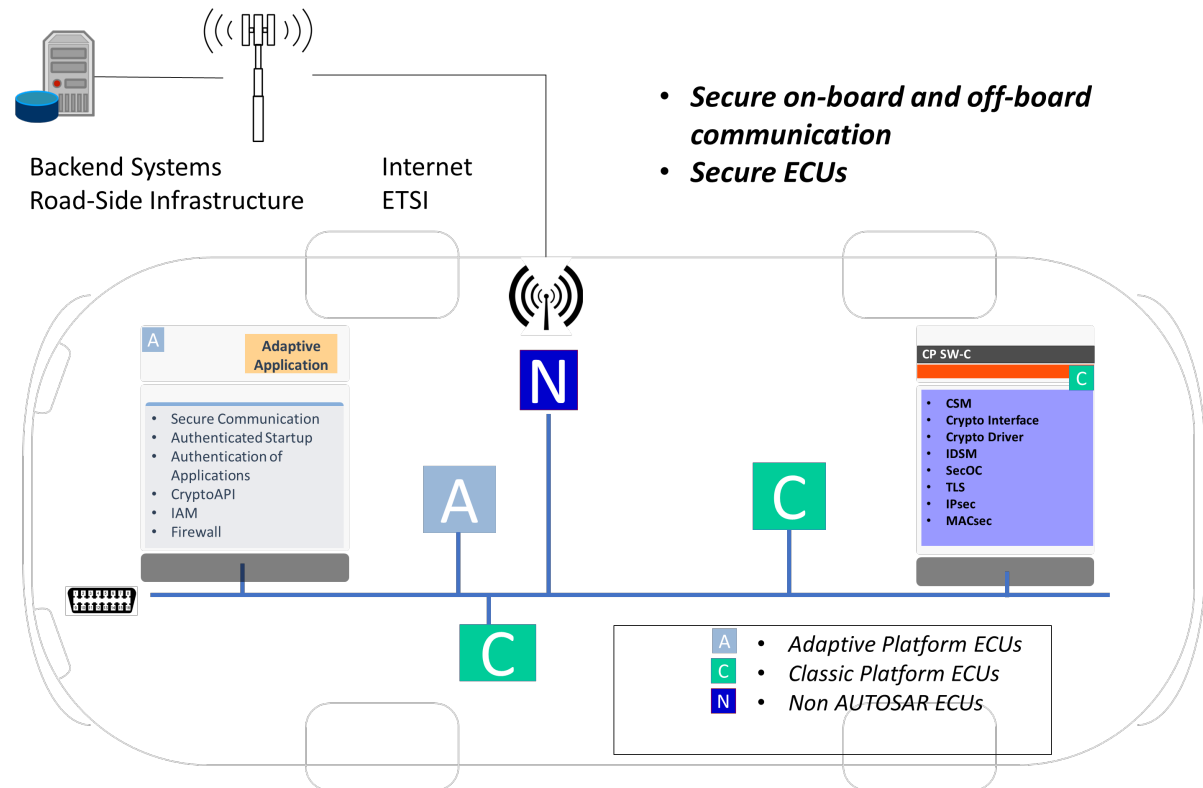 • Secure on-board and off-board
communication
• Secure ECUs
Backend Systems
Road-Side Infrastructure
Internet
ETSI
A
Adaptive
Application
• Secure Communication
• Authenticated Startup
• Authentication of
Applications
• CryptoAPI
• IAM
• Firewall
N
A
C
C
CP SW-C
C
• CSM
• Crypto Interface
• Crypto Driver
• IDSM
• SecOC
• TLS
• IPsec
• MACsec
A • Adaptive Platform ECUs
C • Classic Platform ECUs
N • Non AUTOSAR ECUs